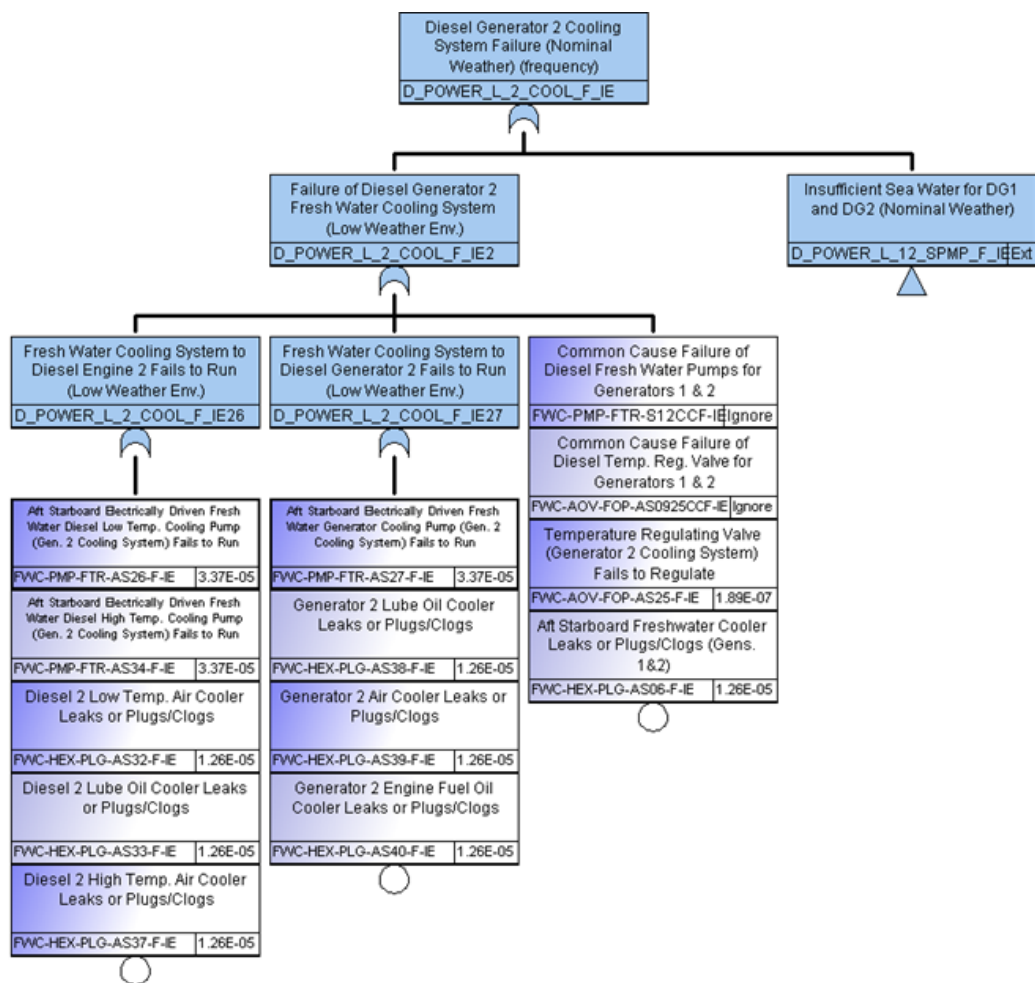 Diesel Generator 2 Cooling
System Failure (Nominal
Weather) (frequency)
D_POWER_L_2_COOL_F_IE
Failure of Diesel Generator 2
Fresh Water Cooling System
(Low Weather Env.)
D_POWER_L_2_COOL_F_IE2
Insufficient Sea Water for DG1
and DG2 (Nominal Weather)
D_POWER_L_12_SPMP_F_IE Ext
Fresh Water Cooling System to
Diesel Engine 2 Fails to Run
(Low Weather Env.)
D_POWER_L_2_COOL_F_IE26
Aft Starboard Electrically Driven Fresh
Water Diesel Low Temp. Cooling Pump
(Gen. 2 Cooling System) Fails to Run
FWC-PMP-FTR-AS26-F-IE 3.37E-05
Aft Starboard Electrically Driven Fresh
Water Diesel High Temp. Cooling Pump
(Gen. 2 Cooling System) Fails to Run
FWC-PMP-FTR-AS34-F-IE 3.37E-05
Diesel 2 Low Temp. Air Cooler
Leaks or Plugs/Clogs
FWC-HEX-PLG-AS32-F-IE 1.26E-05
Diesel 2 Lube Oil Cooler Leaks
or Plugs/Clogs
FWC-HEX-PLG-AS33-F-IE 1.26E-05
Diesel 2 High Temp. Air Cooler
Leaks or Plugs/Clogs
FWC-HEX-PLG-AS37-F-IE 1.26E-05
Fresh Water Cooling System to
Diesel Generator 2 Fails to Run
(Low Weather Env.)
D_POWER_L_2_COOL_F_IE27
Aft Starboard Electrically Driven Fresh
Water Generator Cooling Pump (Gen. 2
Cooling System) Fails to Run
FWC-PMP-FTR-AS27-F-IE 3.37E-05
Generator 2 Lube Oil Cooler
Leaks or Plugs/Clogs
FWC-HEX-PLG-AS38-F-IE 1.26E-05
Generator 2 Air Cooler Leaks or
Plugs/Clogs
FWC-HEX-PLG-AS39-F-IE 1.26E-05
Generator 2 Engine Fuel Oil
Cooler Leaks or Plugs/Clogs
FWC-HEX-PLG-AS40-F-IE 1.26E-05
Common Cause Failure of
Diesel Fresh Water Pumps for
Generators 1 & 2
FWC-PMP-FTR-S12CCF-IE Ignore
Common Cause Failure of
Diesel Temp. Reg. Valve for
Generators 1 & 2
FWC-AOV-FOP-AS0925CCF-IE Ignore
Temperature Regulating Valve
(Generator 2 Cooling System)
Fails to Regulate
FWC-AOV-FOP-AS25-F-IE 1.89E-07
Aft Starboard Freshwater Cooler
Leaks or Plugs/Clogs (Gens.
1&2)
FWC-HEX-PLG-AS06-F-IE 1.26E-05